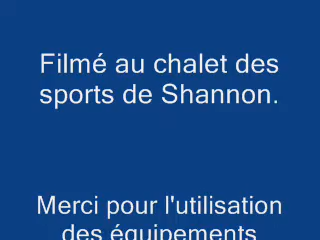 Filmé au chalet des
sports de Shannon.
Merci pour l'utilisation
des équipements